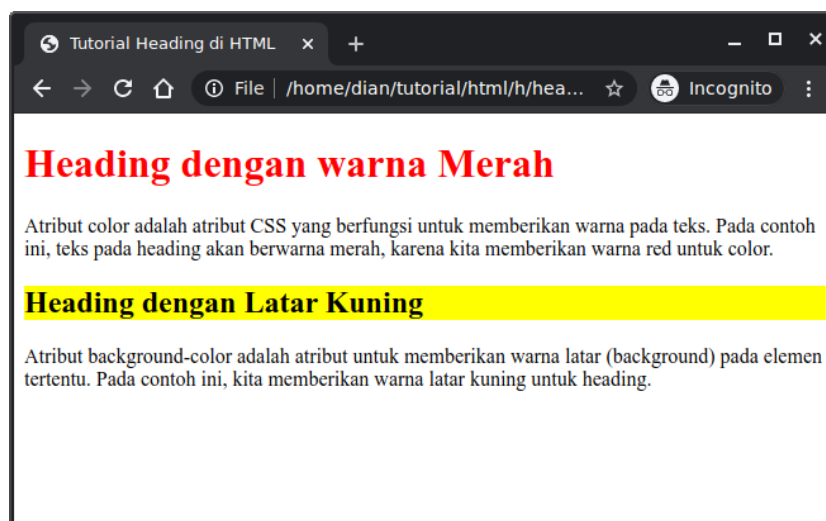 Tutorial Heading di HTML
File /home/dian/tutorial/html/h/hea... Incognito
Heading dengan warna Merah
Atribut color adalah atribut CSS yang berfungsi untuk memberikan warna pada teks. Pada contoh
ini, teks pada heading akan berwarna merah, karena kita memberikan warna red untuk color.
Heading dengan Latar Kuning
Atribut background-color adalah atribut untuk memberikan warna latar (background) pada elemen
tertentu. Pada contoh ini, kita memberikan warna latar kuning untuk heading.